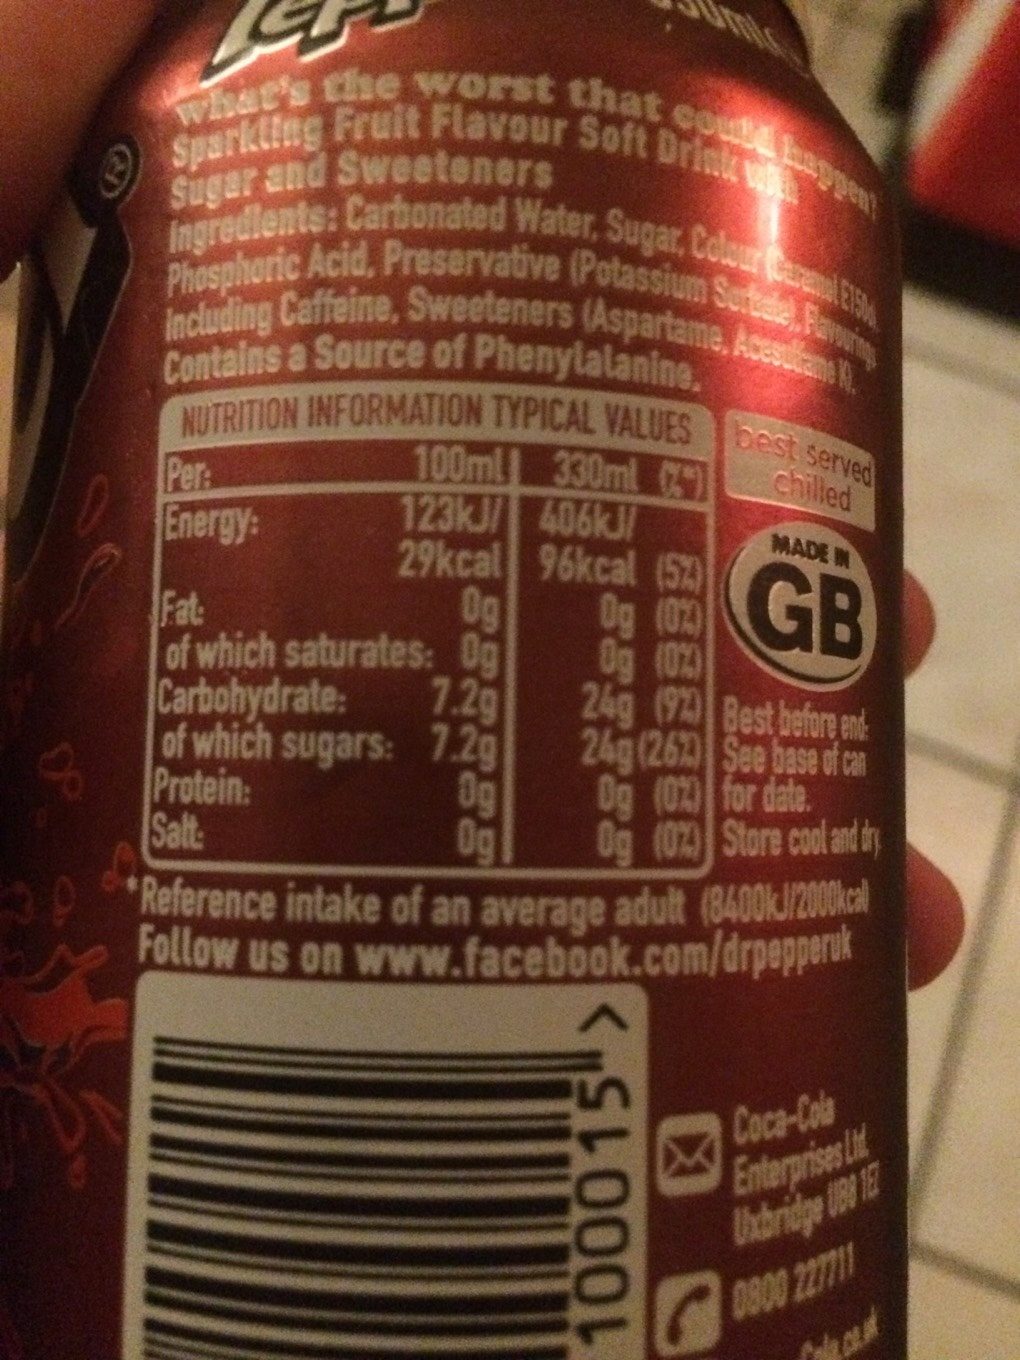 330ml
what's the worst that could happen?
Sparkling Fruit Flavour Soft Drink with
Sugar and Sweeteners
Ingredients: Carbonated Water, Sugar, Colour (Caramel E150d),
Phosphoric Acid, Preservative (Potassium Sorbate), Flavourings
including Caffeine, Sweeteners (Aspartame, Acesulfame K).
Contains a Source of Phenylalanine.
NUTRITION INFORMATION TYPICAL VALUES
Per: 100ml 330ml (%*)
Energy: 123kJ/ 406kJ/
29kcal 96kcal (5%)
Fat: 0g 0g (0%)
of which saturates: 0g 0g (0%)
Carbohydrate: 7.2g 24g (9%)
of which sugars: 7.2g 24g (26%)
Protein: 0g 0g (0%)
Salt: 0g 0g (0%)
best served
chilled
MADE IN
GB
Best before end:
See base of can
for date.
Store cool and dry
*Reference intake of an average adult (8400kJ/2000kcal)
Follow us on www.facebook.com/drpepperuk
100015 >
Coca-Cola
Enterprises Ltd,
Uxbridge UB8 1EZ
0800 227711